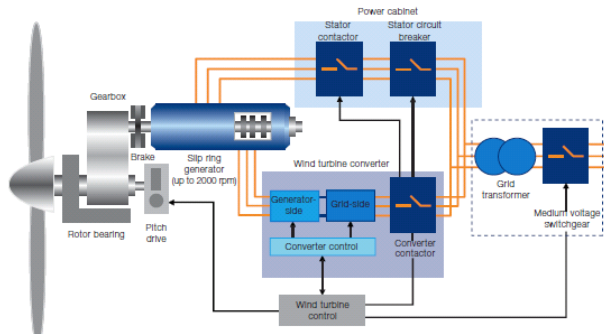 Power cabinet
Stator
contactor
Stator circuit
breaker
Gearbox
Brake
Slip ring
generator
(up to 2000 rpm)
Wind turbine converter
Generator-
side
Grid-side
Converter control
Converter
contactor
Grid
transformer
Medium voltage
switchgear
Rotor bearing
Pitch
drive
Wind turbine
control